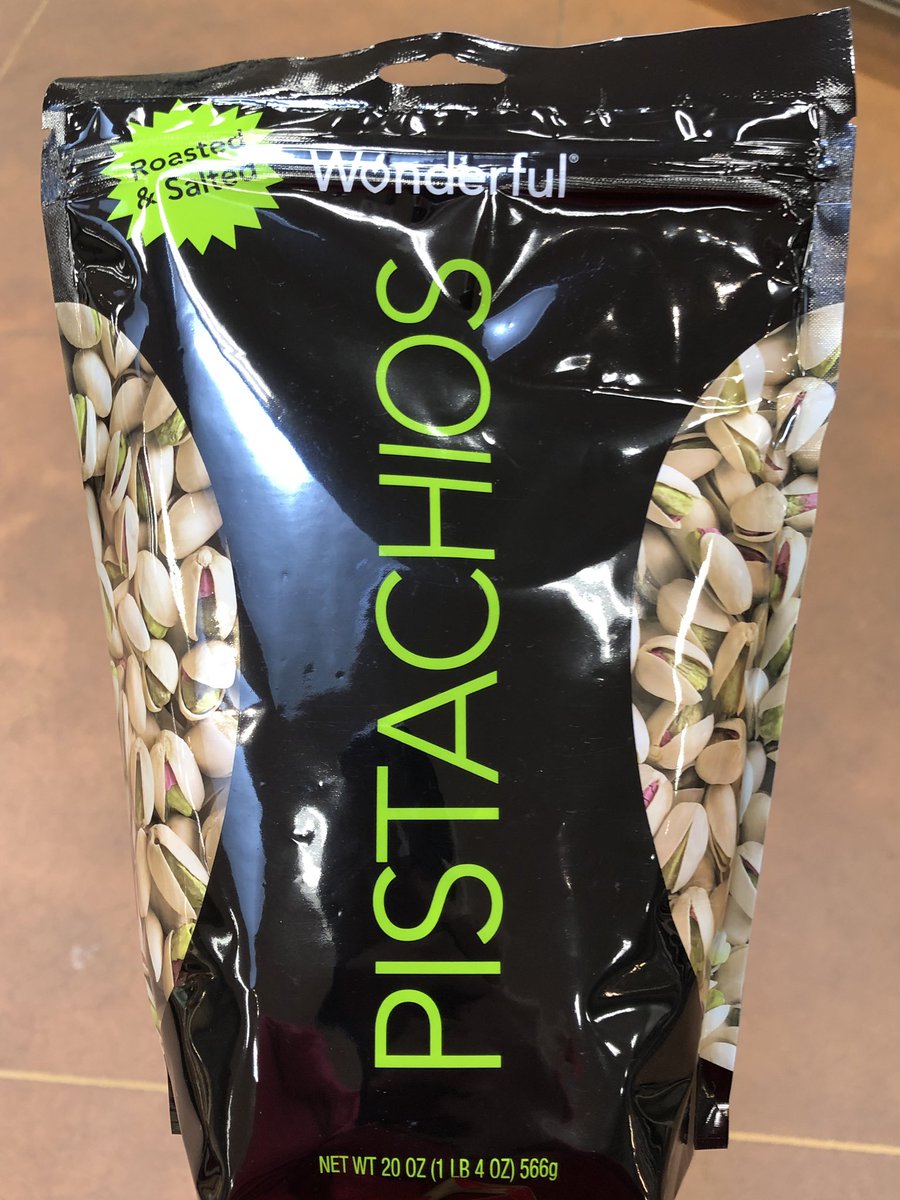 Roasted
& Salted
Wonderful®
PISTACHIOS
NET WT 20 OZ (1 LB 4 OZ) 566g